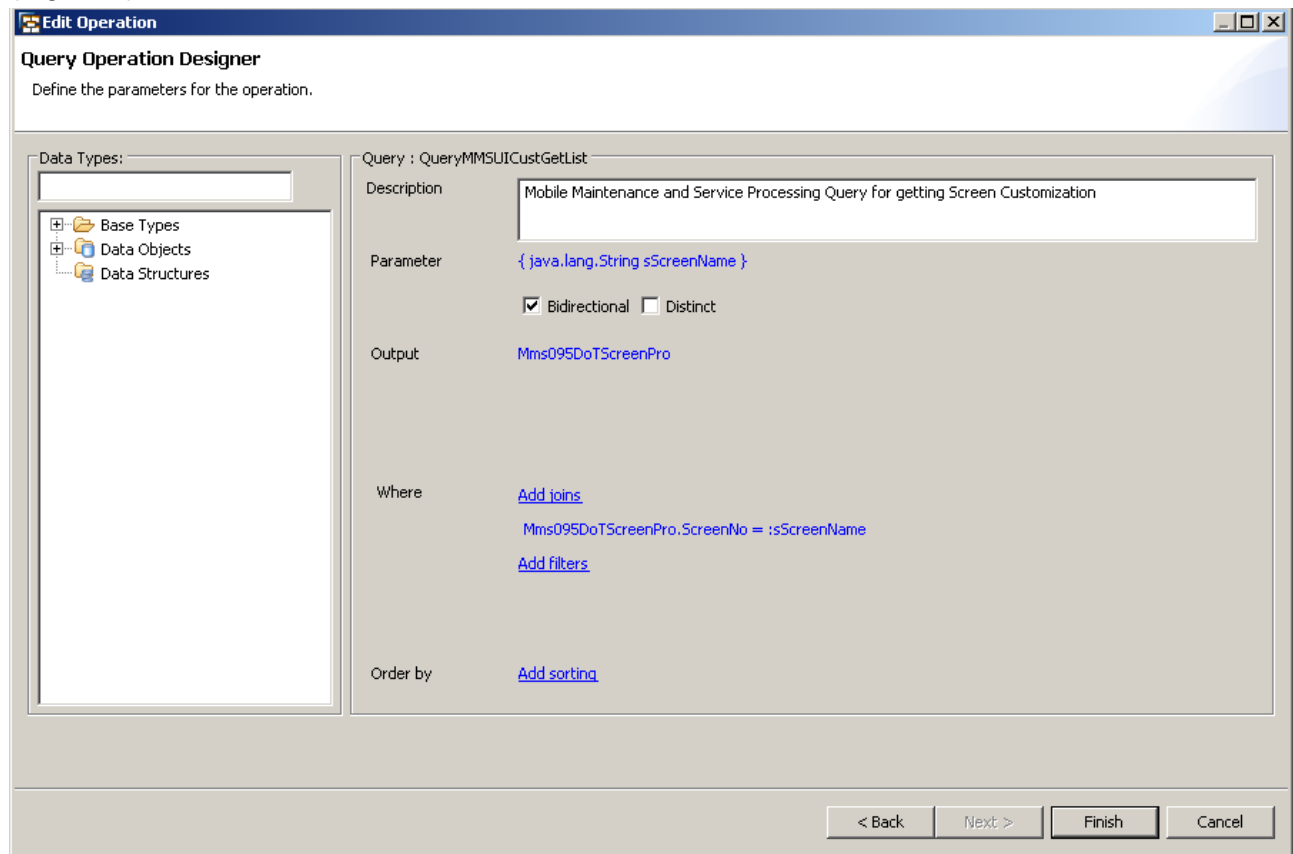 Edit Operation
Query Operation Designer
Define the parameters for the operation.
Data Types:
Base Types
Data Objects
Data Structures
Query : QueryMMSUICustGetList
Description
Mobile Maintenance and Service Processing Query for getting Screen Customization
Parameter
{ java.lang.String sScreenName }
Bidirectional
Distinct
Output
Mms095DoTScreenPro
Where
Add joins
Mms095DoTScreenPro.ScreenNo = :sScreenName
Add filters
Order by
Add sorting
< Back
Next >
Finish
Cancel